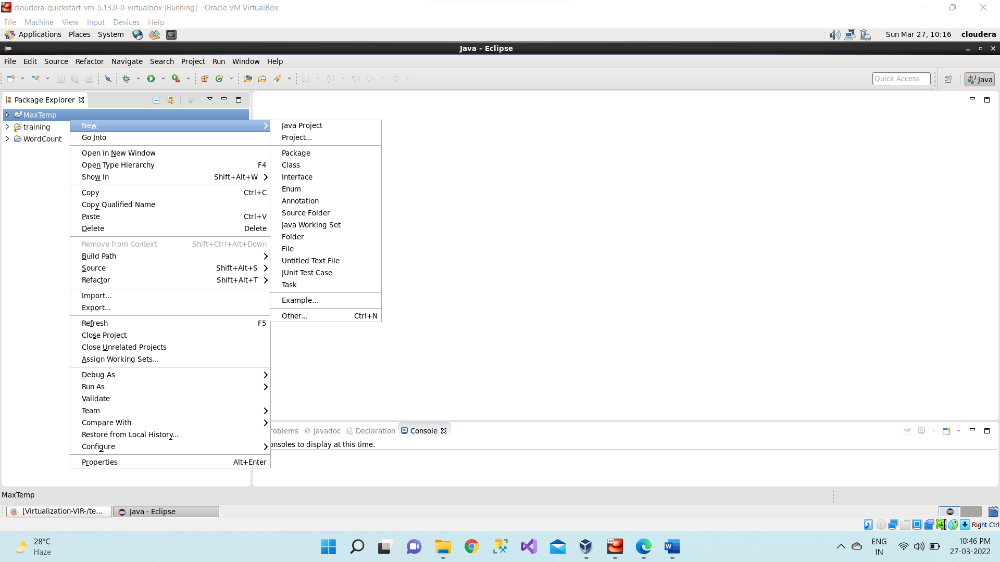 cloudera-quickstart-vm-5.13.0-0-virtualbox [Running] - Oracle VM VirtualBox
File Machine View Input Devices Help
Applications Places System Sun Mar 27, 10:16 cloudera
Java - Eclipse
File Edit Source Refactor Navigate Search Project Run Window Help
Quick Access Java
Package Explorer
MaxTemp
training
WordCount
New
Go Into
Open in New Window
Open Type Hierarchy F4
Show In Shift+Alt+W
Copy Ctrl+C
Copy Qualified Name
Paste Ctrl+V
Delete Delete
Remove from Context Shift+Ctrl+Alt+Down
Build Path
Source Shift+Alt+S
Refactor Shift+Alt+T
Import...
Export...
Refresh F5
Close Project
Close Unrelated Projects
Assign Working Sets...
Debug As
Run As
Validate
Team
Compare With
Restore from Local History...
Configure
Properties Alt+Enter
Java Project
Project...
Package
Class
Interface
Enum
Annotation
Source Folder
Java Working Set
Folder
File
Untitled Text File
JUnit Test Case
Task
Example...
Other... Ctrl+N
roblems @ Javadoc Declaration Console
onsoles to display at this time.
MaxTemp
[Virtualization-VIR-/te... Java - Eclipse
Right Ctrl
28°C
Haze
64
ENG
IN
10:46 PM
27-03-2022